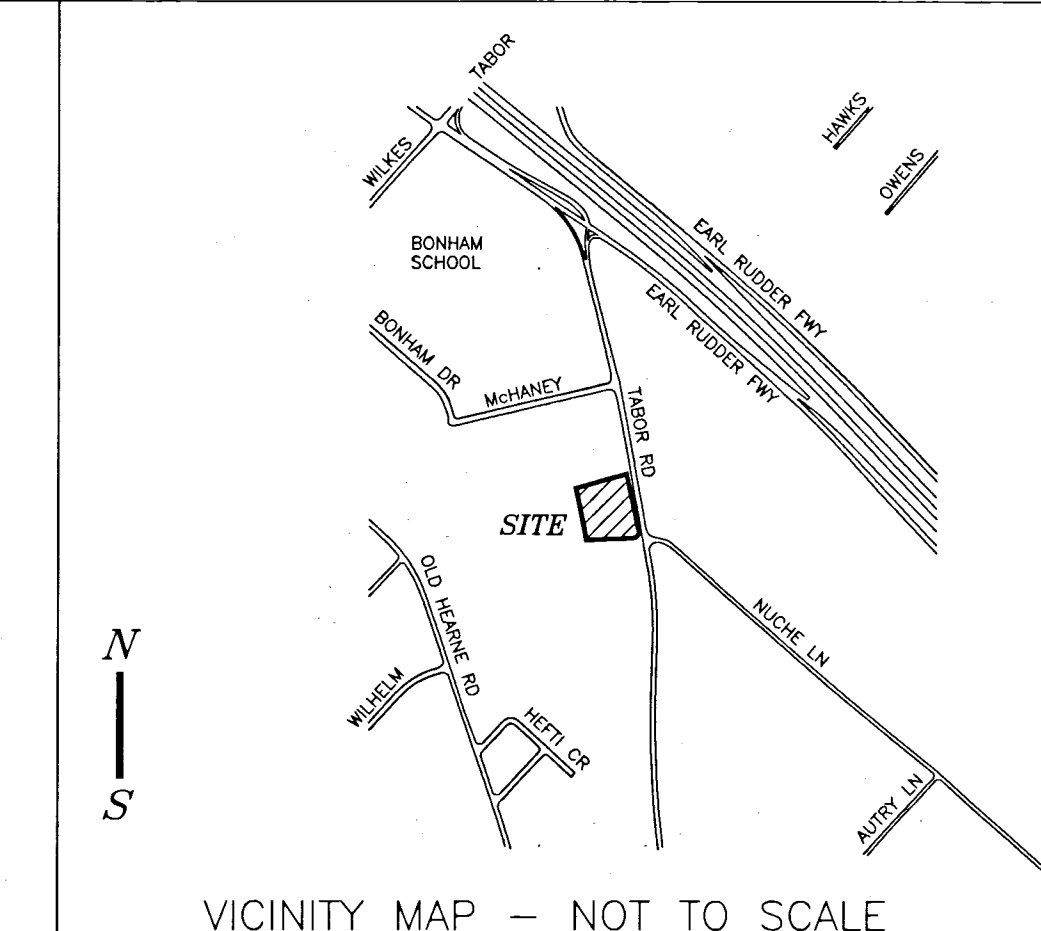 TABOR
HAWKS
WILKES
OWENS
BONHAM
SCHOOL
EARL RUDDER FWY
EARL RUDDER FWY
BONHAM DR
McHANEY
TABOR RD
SITE
OLD HEARNE RD
NUCHE LN
N
WILHELM
HEFTI CR
S
AUTRY LN
VICINITY MAP – NOT TO SCALE